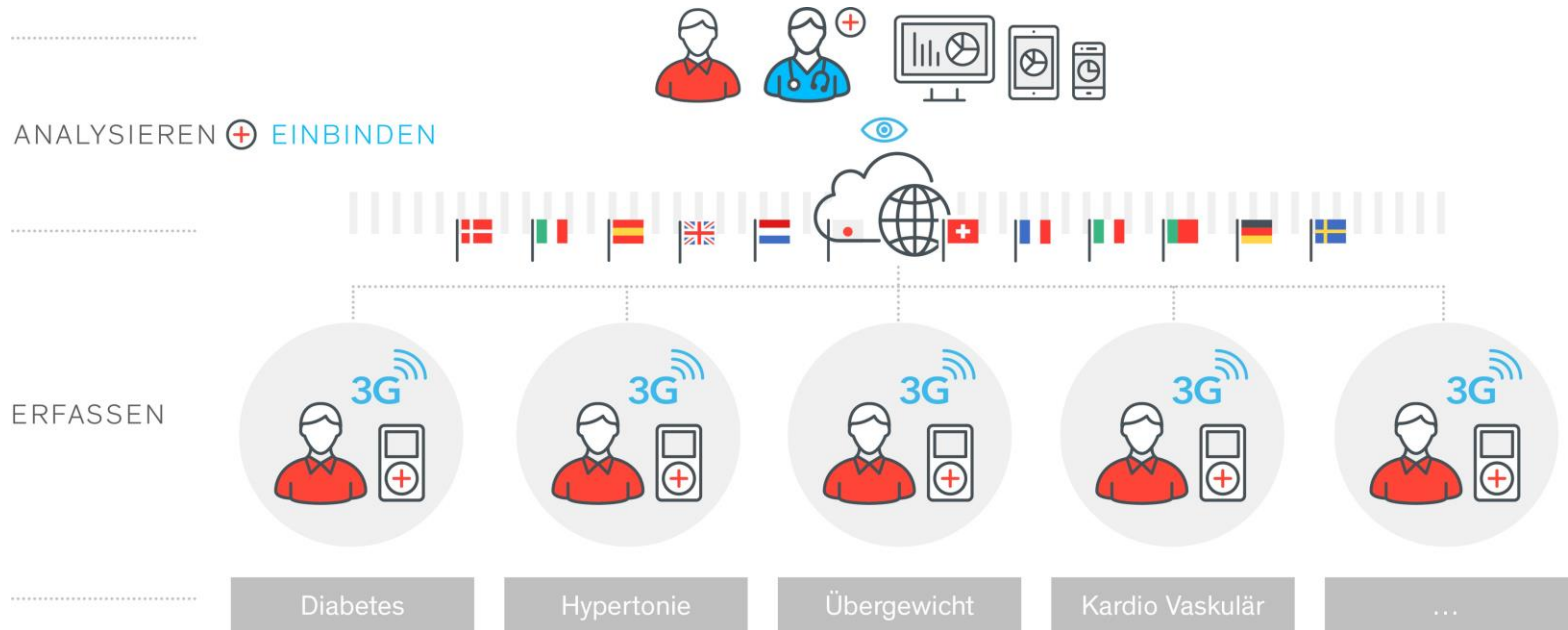 ANALYSIEREN + EINBINDEN
ERFASSEN
3G 3G 3G 3G 3G
Diabetes Hypertonie Übergewicht Kardio Vaskulär ...